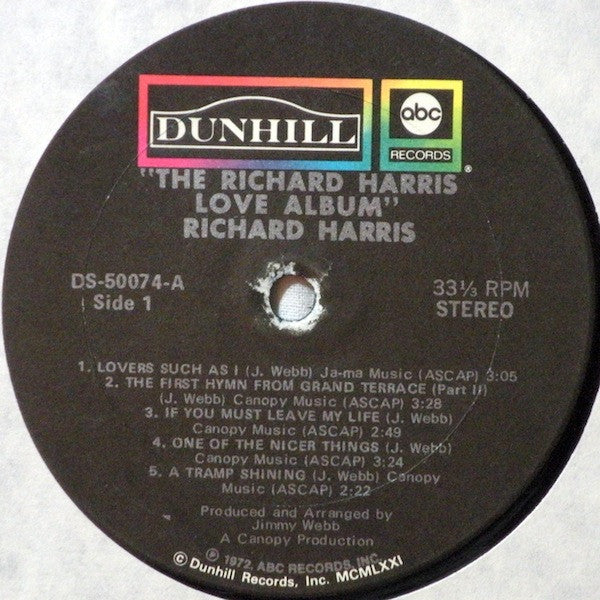 DUNHILL
abc
RECORDS
®
"THE RICHARD HARRIS
LOVE ALBUM"
RICHARD HARRIS
DS-50074-A
Side 1
33⅓ RPM
STEREO
1. LOVERS SUCH AS I (J. Webb) Ja-ma Music (ASCAP) 3:05
2. THE FIRST HYMN FROM GRAND TERRACE (Part II)
(J. Webb) Canopy Music (ASCAP) 3:28
3. IF YOU MUST LEAVE MY LIFE (J. Webb)
Canopy Music (ASCAP) 2:49
4. ONE OF THE NICER THINGS (J. Webb)
Canopy Music (ASCAP) 3:24
5. A TRAMP SHINING (J. Webb) Canopy
Music (ASCAP) 2:22
Produced and Arranged by
Jimmy Webb
A Canopy Production
℗ 1972, ABC RECORDS, INC.
© Dunhill Records, Inc. MCMLXXI